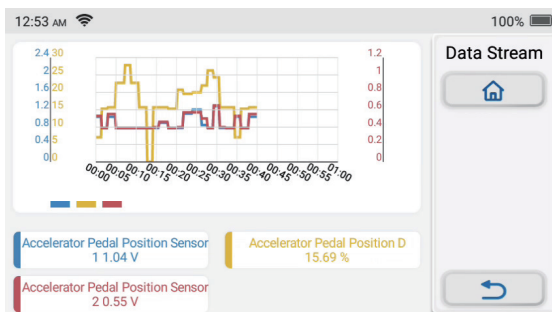 12:53 AM
100%
Data Stream
2.4 30
2 25
1.6 20
1.2 15
0.8 10
0.4 5
0 0
1.2
1
0.8
0.6
0.4
0.2
0
00:00 00:05 00:10 00:15 00:20 00:25 00:30 00:35 00:40 00:45 00:50 00:55 01:00
Accelerator Pedal Position Sensor
1 1.04 V
Accelerator Pedal Position D
15.69 %
Accelerator Pedal Position Sensor
2 0.55 V